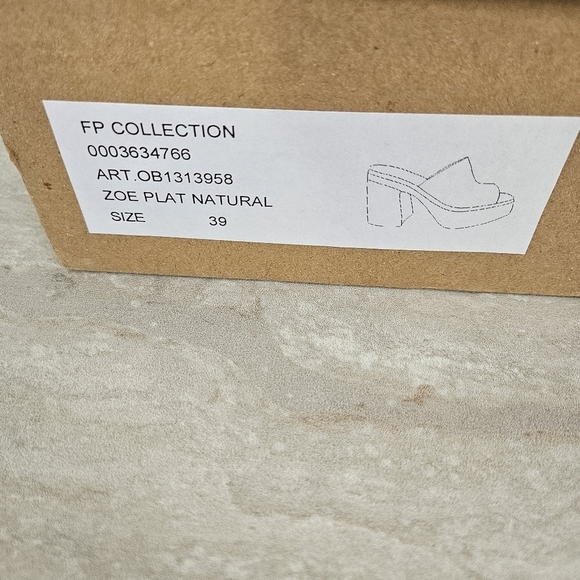 FP COLLECTION
0003634766
ART.OB1313958
ZOE PLAT NATURAL
SIZE 39